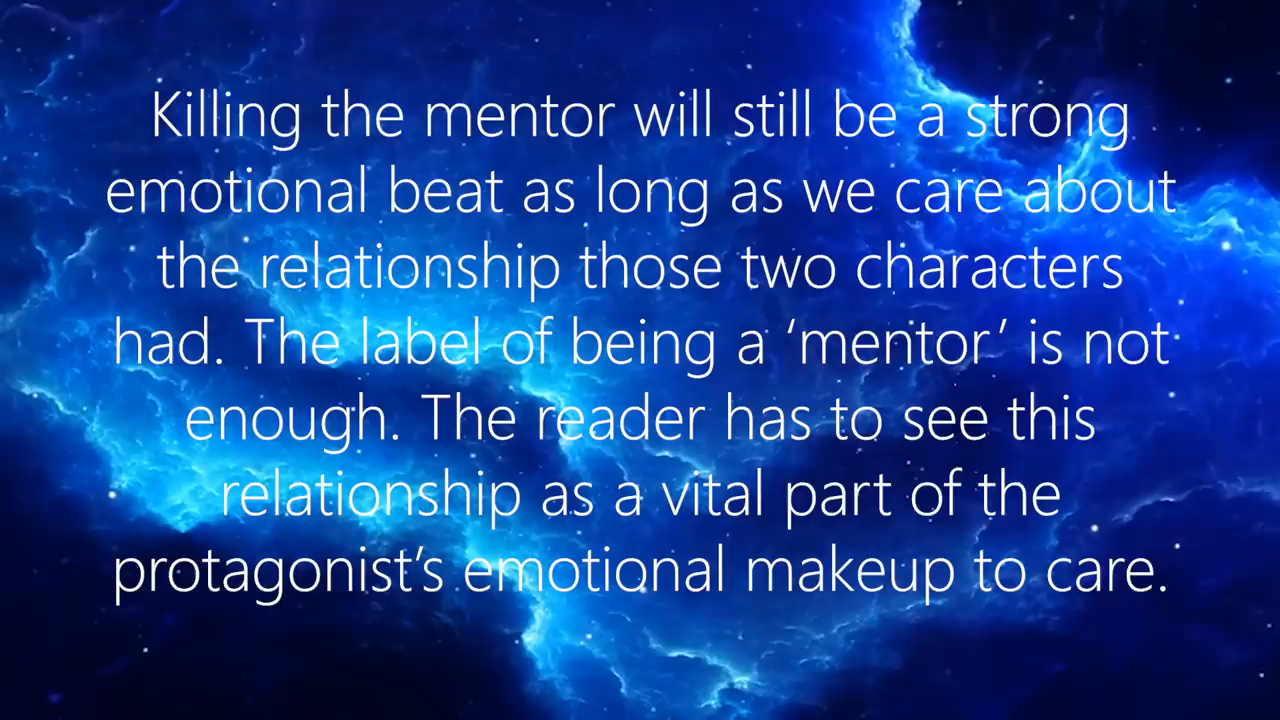 Killing the mentor will still be a strong
emotional beat as long as we care about
the relationship those two characters
had. The label of being a ‘mentor’ is not
enough. The reader has to see this
relationship as a vital part of the
protagonist’s emotional makeup to care.